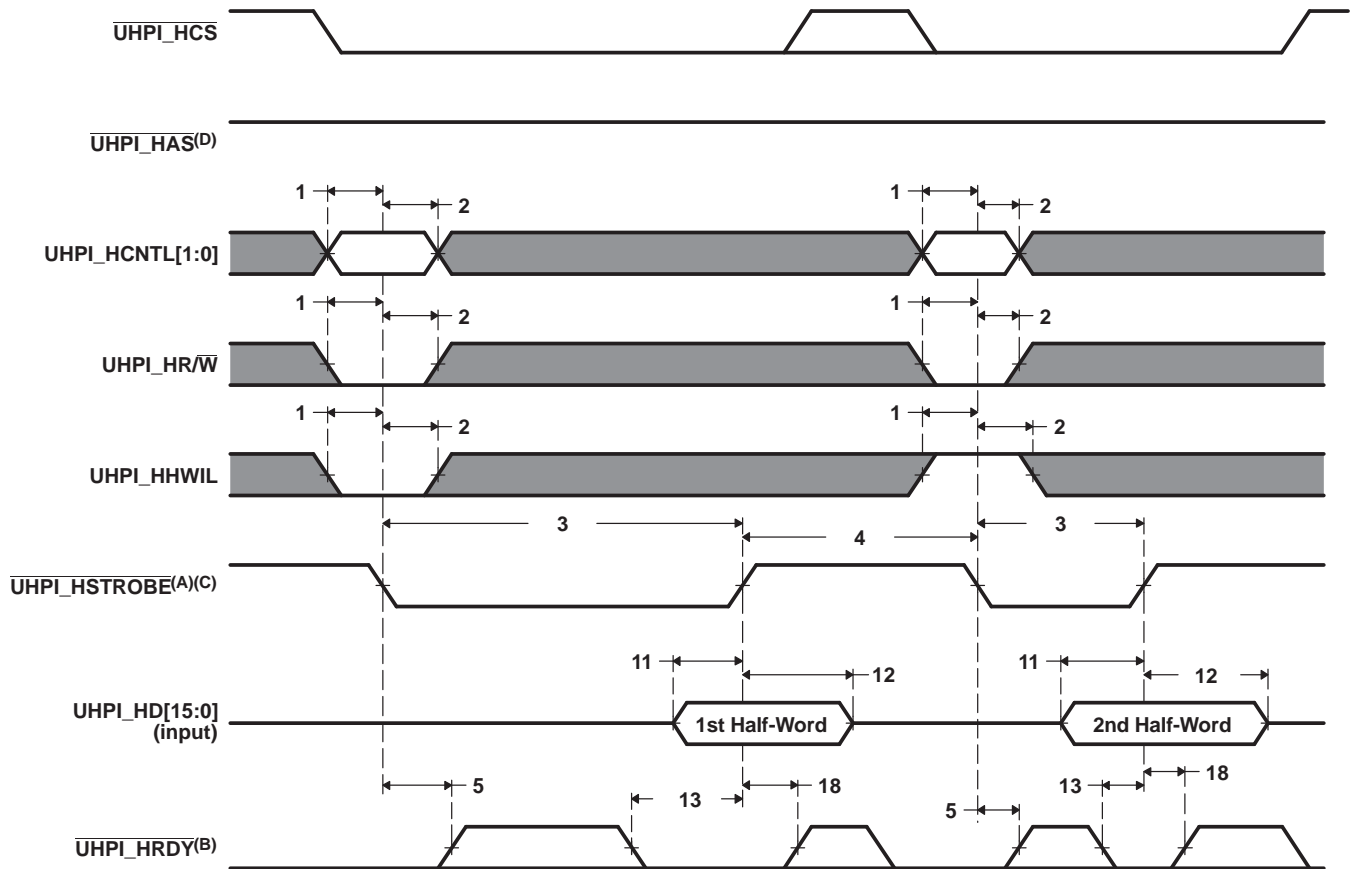 UHPI_HCS
UHPI_HAS(D)
1 2 1 2
UHPI_HCNTL[1:0]
1 2 1 2
UHPI_HR/W
1 2 1 2
UHPI_HHWIL
3 4 3
UHPI_HSTROBE(A)(C)
11 12 11 12
UHPI_HD[15:0]
(input)
1st Half-Word 2nd Half-Word
5 13 18 5 13 18
UHPI_HRDY(B)